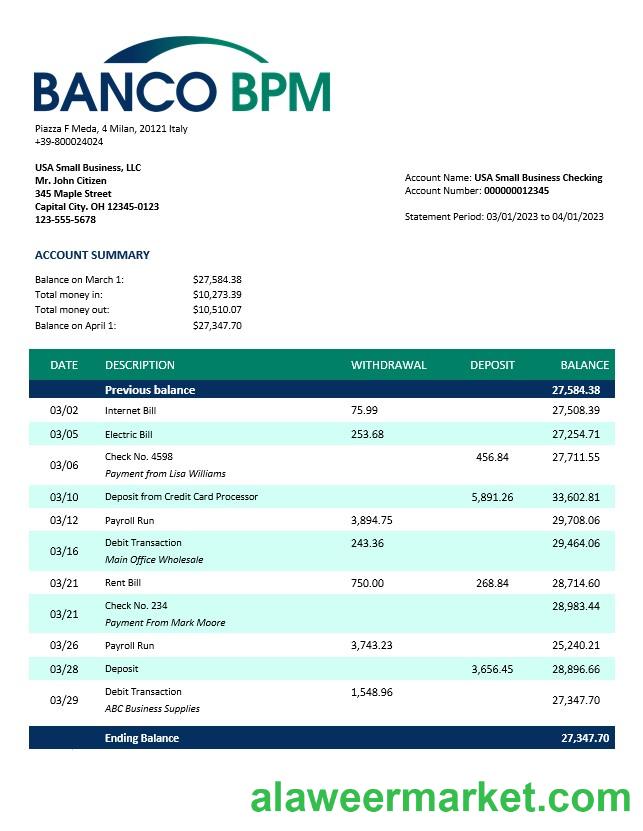 BANCO BPM
Piazza F Meda, 4 Milan, 20121 Italy
+39-800024024
USA Small Business, LLC
Mr. John Citizen
345 Maple Street
Capital City. OH 12345-0123
123-555-5678
Account Name: USA Small Business Checking
Account Number: 000000012345
Statement Period: 03/01/2023 to 04/01/2023
ACCOUNT SUMMARY
Balance on March 1: $27,584.38
Total money in: $10,273.39
Total money out: $10,510.07
Balance on April 1: $27,347.70
DATE DESCRIPTION WITHDRAWAL DEPOSIT BALANCE
Previous balance 27,584.38
03/02 Internet Bill 75.99 27,508.39
03/05 Electric Bill 253.68 27,254.71
03/06 Check No. 4598 456.84 27,711.55
Payment from Lisa Williams
03/10 Deposit from Credit Card Processor 5,891.26 33,602.81
03/12 Payroll Run 3,894.75 29,708.06
03/16 Debit Transaction 243.36 29,464.06
Main Office Wholesale
03/21 Rent Bill 750.00 268.84 28,714.60
03/21 Check No. 234 28,983.44
Payment From Mark Moore
03/26 Payroll Run 3,743.23 25,240.21
03/28 Deposit 3,656.45 28,896.66
03/29 Debit Transaction 1,548.96 27,347.70
ABC Business Supplies
Ending Balance 27,347.70
alaweermarket.com